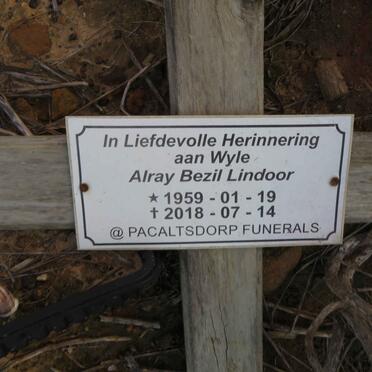 In Liefdevolle Herinnering
aan Wyle
Alray Bezil Lindoor
★ 1959 - 01 - 19
✝ 2018 - 07 - 14
@ PACALTSDORP FUNERALS